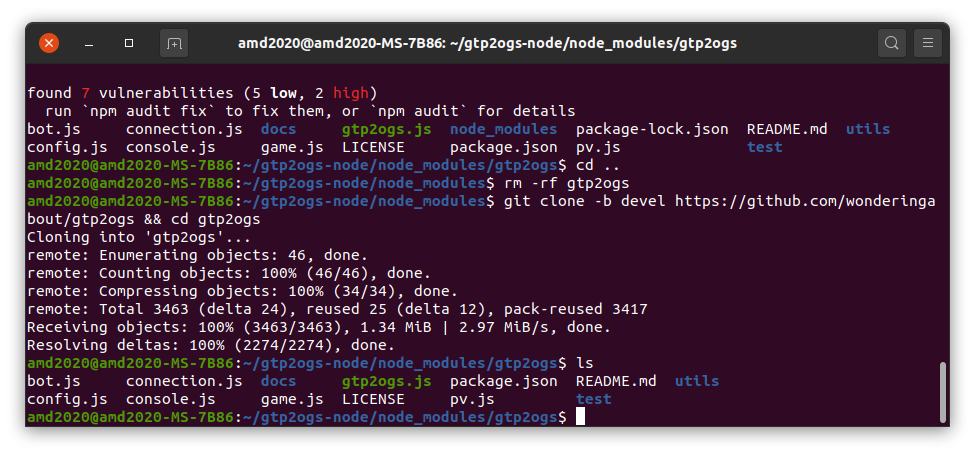 amd2020@amd2020-MS-7B86: ~/gtp2ogs-node/node_modules/gtp2ogs
found 7 vulnerabilities (5 low, 2 high)
  run `npm audit fix` to fix them, or `npm audit` for details
bot.js     connection.js  docs     gtp2ogs.js  node_modules  package-lock.json  README.md  utils
config.js  console.js     game.js  LICENSE     package.json  pv.js              test
amd2020@amd2020-MS-7B86:~/gtp2ogs-node/node_modules/gtp2ogs$ cd ..
amd2020@amd2020-MS-7B86:~/gtp2ogs-node/node_modules$ rm -rf gtp2ogs
amd2020@amd2020-MS-7B86:~/gtp2ogs-node/node_modules$ git clone -b devel https://github.com/wonderinga
bout/gtp2ogs && cd gtp2ogs
Cloning into 'gtp2ogs'...
remote: Enumerating objects: 46, done.
remote: Counting objects: 100% (46/46), done.
remote: Compressing objects: 100% (34/34), done.
remote: Total 3463 (delta 24), reused 25 (delta 12), pack-reused 3417
Receiving objects: 100% (3463/3463), 1.34 MiB | 2.97 MiB/s, done.
Resolving deltas: 100% (2274/2274), done.
amd2020@amd2020-MS-7B86:~/gtp2ogs-node/node_modules/gtp2ogs$ ls
bot.js     connection.js  docs     gtp2ogs.js  package.json  README.md  utils
config.js  console.js     game.js  LICENSE     pv.js         test
amd2020@amd2020-MS-7B86:~/gtp2ogs-node/node_modules/gtp2ogs$